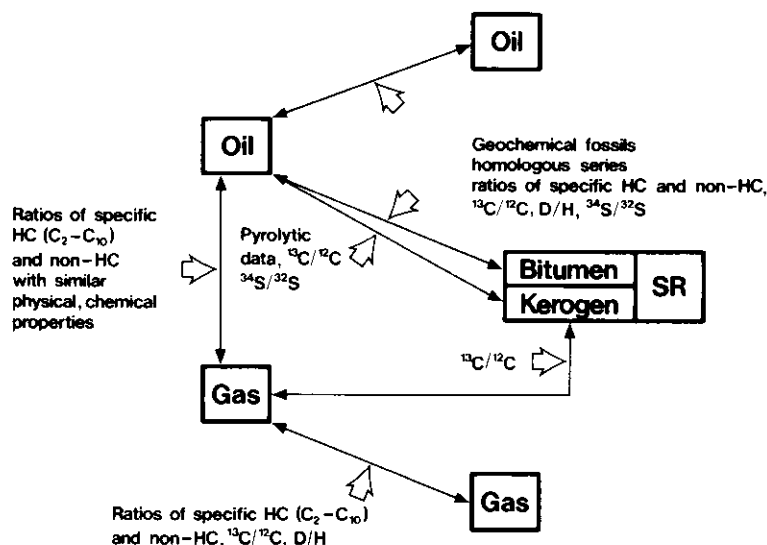 Oil
Oil
Geochemical fossils
homologous series
ratios of specific HC and non-HC,
¹³C/¹²C, D/H, ³⁴S/³²S
Ratios of specific
HC (C₂-C₁₀)
and non-HC
with similar
physical, chemical
properties
Pyrolytic
data, ¹³C/¹²C
³⁴S/³²S
Bitumen
Kerogen
SR
¹³C/¹²C
Gas
Gas
Ratios of specific HC (C₂-C₁₀)
and non-HC, ¹³C/¹²C, D/H